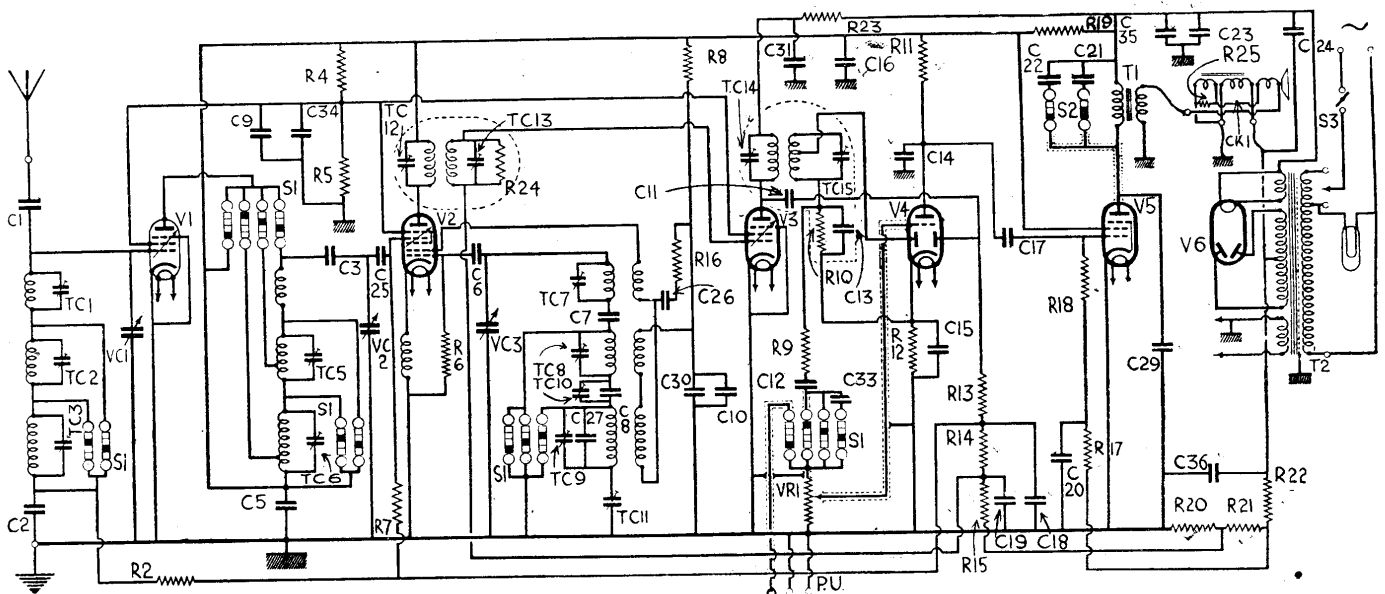 C1
TC1
TC2
TC3
S1
C2
R2
VC1
V1
C9
C34
R4
R5
S1
C3
C25
VC2
TC5
S1
TC6
C5
R7
TC12
TC13
R24
V2
C6
R6
VC3
TC7
C7
TC8
TC10
C27
C8
TC9
S1
TC11
R8
R16
C26
C30
C10
TC14
C11
V3
C31
R23
C16
R11
TC15
R10
C13
R9
C12
C33
S1
VR1
P.U.
V4
C14
R12
C15
C17
R13
R14
R15
C19
C18
C20
R18
R17
R19
C35
C22
C21
S2
T1
V5
C29
C36
R20
R21
R22
C23
R25
C24
CK1
S3
V6
T2
~